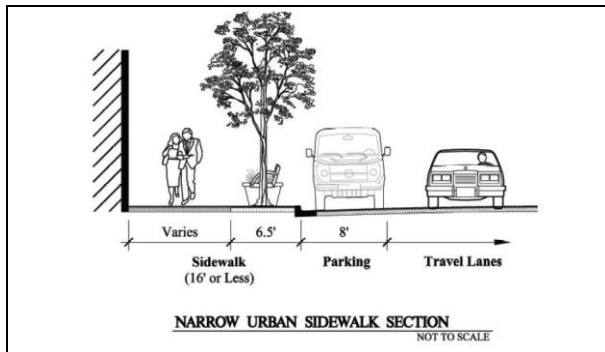 Varies 6.5' 8'
Sidewalk Parking Travel Lanes
(16' or Less)
NARROW URBAN SIDEWALK SECTION
NOT TO SCALE